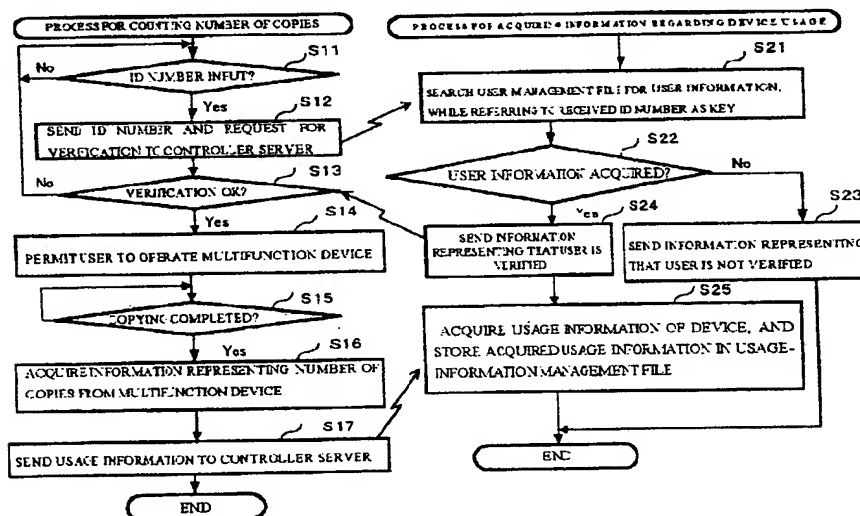 PROCESS FOR COUNTING NUMBER OF COPIES
S11
No
ID NUMBER INPUT?
Yes
S12
SEND ID NUMBER AND REQUEST FOR
VERIFICATION TO CONTROLLER SERVER
S13
No
VERIFICATION OK?
Yes
S14
PERMIT USER TO OPERATE MULTIFUNCTION DEVICE
S15
COPYING COMPLETED?
Yes
S16
ACQUIRE INFORMATION REPRESENTING NUMBER OF
COPIES FROM MULTIFUNCTION DEVICE
S17
SEND USAGE INFORMATION TO CONTROLLER SERVER
END
PROCESS FOR ACQUIRING INFORMATION REGARDING DEVICE USAGE
S21
SEARCH USER MANAGEMENT FILE FOR USER INFORMATION,
WHILE REFERRING TO RECEIVED ID NUMBER AS KEY
S22
USER INFORMATION ACQUIRED?
No
Yes
S24
S23
SEND INFORMATION
REPRESENTING THAT USER IS
VERIFIED
SEND INFORMATION REPRESENTING
THAT USER IS NOT VERIFIED
S25
ACQUIRE USAGE INFORMATION OF DEVICE, AND
STORE ACQUIRED USAGE INFORMATION IN USAGE-
INFORMATION MANAGEMENT FILE
END